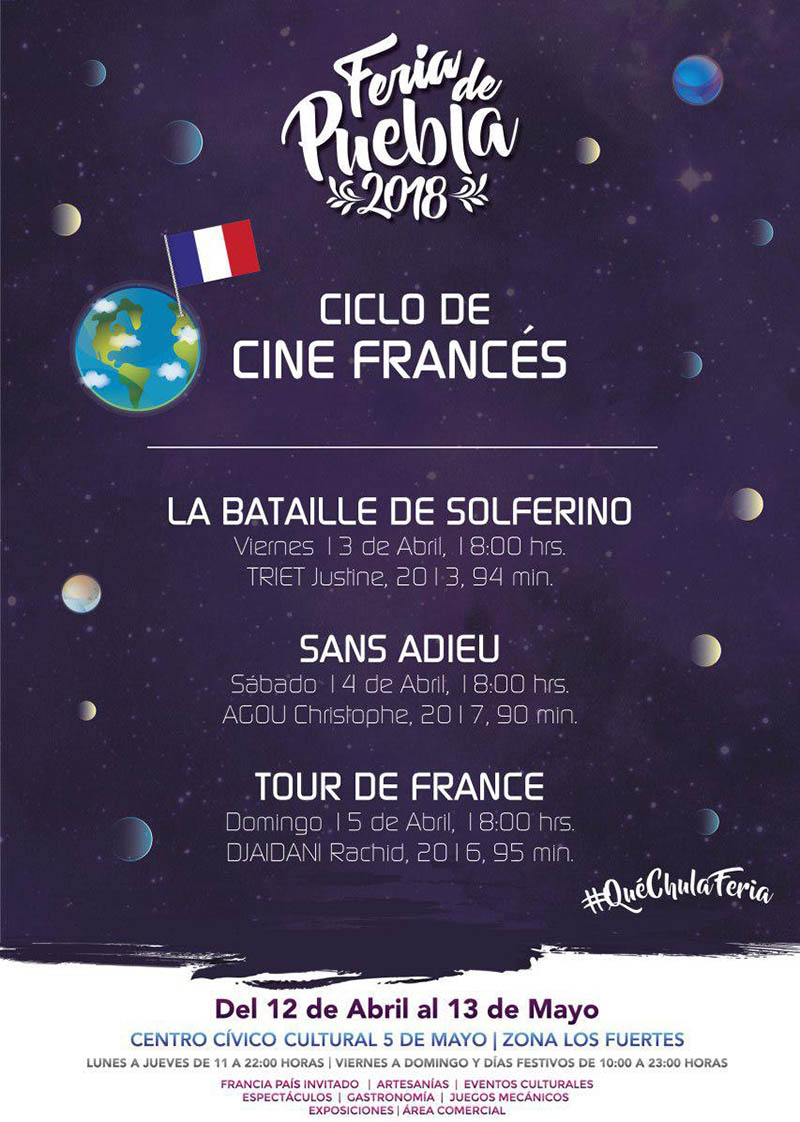 Feria de
Puebla
2018
CICLO DE
CINE FRANCÉS
LA BATAILLE DE SOLFERINO
Viernes 13 de Abril, 18:00 hrs.
TRIET Justine, 2013, 94 min.
SANS ADIEU
Sábado 14 de Abril, 18:00 hrs.
AGOU Christophe, 2017, 90 min.
TOUR DE FRANCE
Domingo 15 de Abril, 18:00 hrs.
DJAIDANI Rachid, 2016, 95 min.
#QuéChulaFeria
Del 12 de Abril al 13 de Mayo
CENTRO CÍVICO CULTURAL 5 DE MAYO | ZONA LOS FUERTES
LUNES A JUEVES DE 11 A 22:00 HORAS | VIERNES A DOMINGO Y DÍAS FESTIVOS DE 10:00 A 23:00 HORAS
FRANCIA PAÍS INVITADO | ARTESANÍAS | EVENTOS CULTURALES
ESPECTÁCULOS | GASTRONOMÍA | JUEGOS MECÁNICOS
EXPOSICIONES | ÁREA COMERCIAL